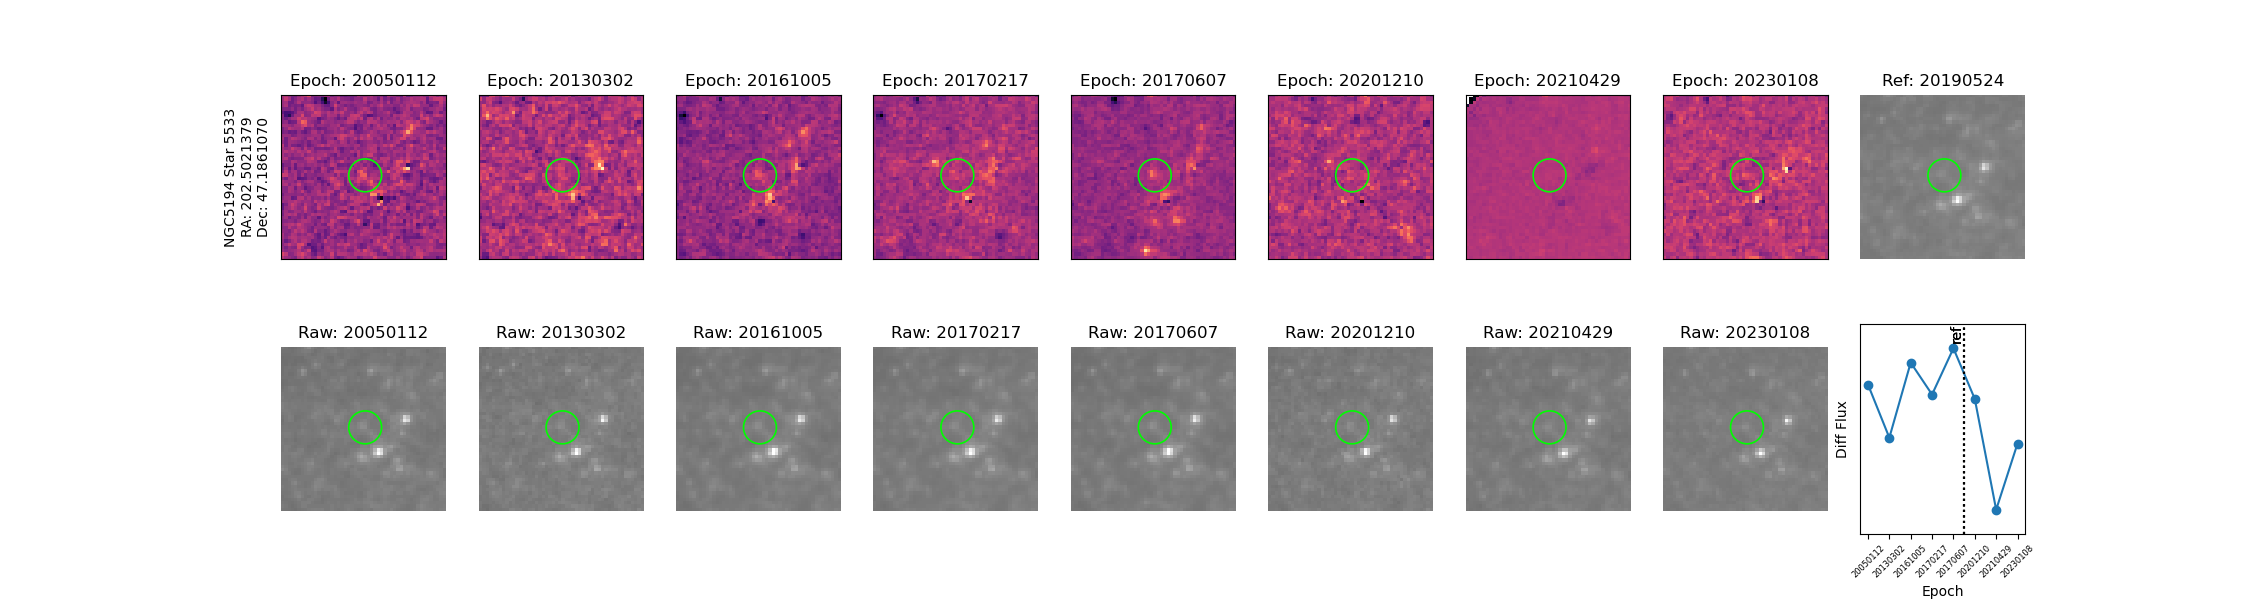 NGC5194 Star 5533
RA: 202.5021379
Dec: 47.1861070
Epoch: 20050112
Epoch: 20130302
Epoch: 20161005
Epoch: 20170217
Epoch: 20170607
Epoch: 20201210
Epoch: 20210429
Epoch: 20230108
Ref: 20190524
Raw: 20050112
Raw: 20130302
Raw: 20161005
Raw: 20170217
Raw: 20170607
Raw: 20201210
Raw: 20210429
Raw: 20230108
ref
Diff Flux
20050112
20130302
20161005
20170217
20170607
20201210
20210429
20230108
Epoch